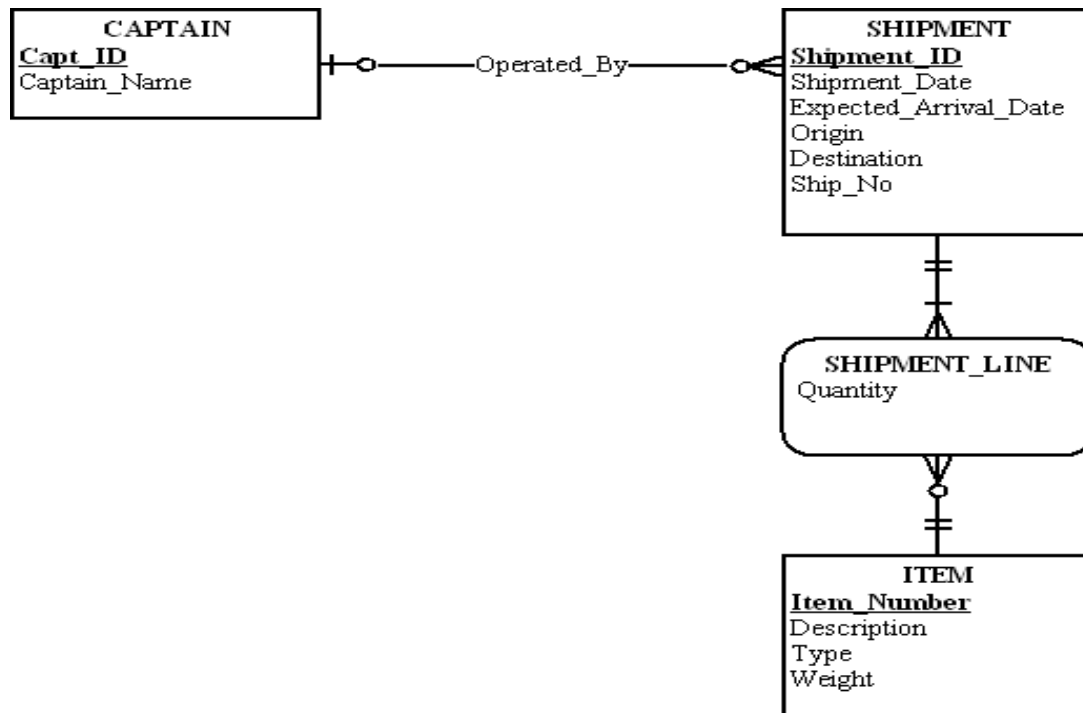 CAPTAIN
Capt_ID
Captain_Name
Operated_By
SHIPMENT
Shipment_ID
Shipment_Date
Expected_Arrival_Date
Origin
Destination
Ship_No
SHIPMENT_LINE
Quantity
ITEM
Item_Number
Description
Type
Weight